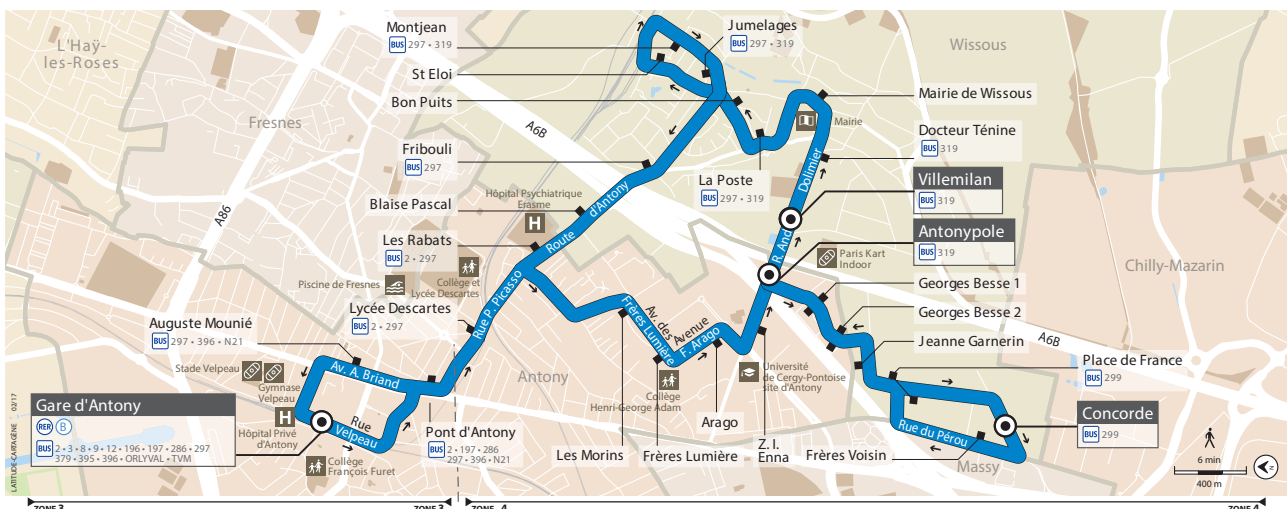 L'Haÿ-
les-Roses
Fresnes
A86
Montjean
BUS 297 • 319
St Eloi
Bon Puits
Jumelages
BUS 297 • 319
Wissous
Mairie de Wissous
Mairie
A6B
Docteur Ténine
BUS 319
Fribouli
BUS 297
La Poste
BUS 297 • 319
Dolimier
R. And
Villemilan
BUS 319
Hôpital Psychiatrique
Erasme
H
Blaise Pascal
Route
d'Antony
Antonypole
BUS 319
Les Rabats
BUS 2 • 297
Paris Kart
Indoor
Chilly-Mazarin
Collège et
Lycée Descartes
Piscine de Fresnes
Georges Besse 1
Georges Besse 2
Lycée Descartes
BUS 2 • 297
Rue P. Picasso
Frères Lumière
Av. des
Avenue
F. Arago
Jeanne Garnerin
A6B
Auguste Mounié
BUS 297 • 396 • N21
Place de France
BUS 299
Stade Velpeau
Gymnase
Velpeau
Av. A. Briand
Antony
Université
de Cergy-Pontoise
site d'Antony
Collège
Henri-George Adam
Gare d'Antony
RER B
BUS 2 • 3 • 8 • 9 • 12 • 196 • 197 • 286 • 297
379 • 395 • 396 • ORLYVAL • TVM
H
Hôpital Privé
d'Antony
Rue
Velpeau
Collège
François Furet
Pont d'Antony
BUS 2 • 197 • 286
297 • 396 • N21
Concorde
BUS 299
Arago
Rue du Pérou
Les Morins
Frères Lumière
Z. I.
Enna
Frères Voisin
Massy
6 min
400 m
N
LATITUDE-CARTAGÈNE 02/17
ZONE 3
ZONE 3
ZONE 4
ZONE 4